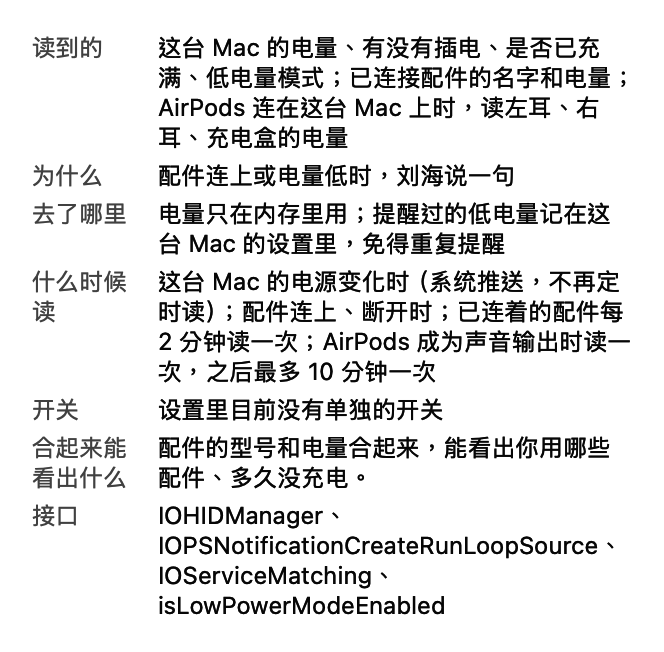 读到的
这台 Mac 的电量、有没有插电、是否已充
满、低电量模式；已连接配件的名字和电量；
AirPods 连在这台 Mac 上时，读左耳、右
耳、充电盒的电量
为什么
配件连上或电量低时，刘海说一句
去了哪里
电量只在内存里用；提醒过的低电量记在这
台 Mac 的设置里，免得重复提醒
什么时候
读
这台 Mac 的电源变化时（系统推送，不再定
时读）；配件连上、断开时；已连着的配件每
2 分钟读一次；AirPods 成为声音输出时读一
次，之后最多 10 分钟一次
开关
设置里目前没有单独的开关
合起来能
看出什么
配件的型号和电量合起来，能看出你用哪些
配件、多久没充电。
接口
IOHIDManager、
IOPSNotificationCreateRunLoopSource、
IOServiceMatching、
isLowPowerModeEnabled